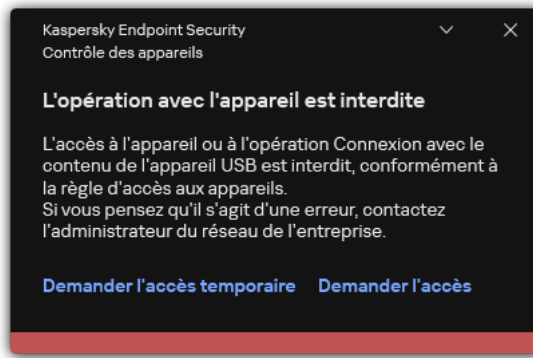 Kaspersky Endpoint Security
Contrôle des appareils
L'opération avec l'appareil est interdite
L'accès à l'appareil ou à l'opération Connexion avec le
contenu de l'appareil USB est interdit, conformément à
la règle d'accès aux appareils.
Si vous pensez qu'il s'agit d'une erreur, contactez
l'administrateur du réseau de l'entreprise.
Demander l'accès temporaire Demander l'accès